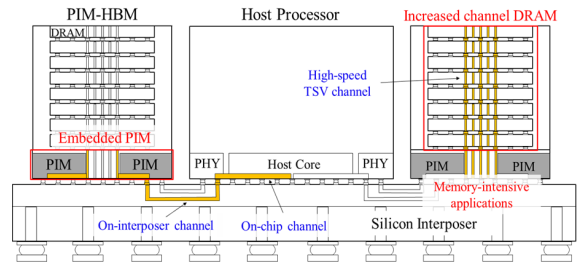 PIM-HBM
Host Processor
Increased channel DRAM
DRAM
High-speed
TSV channel
Embedded PIM
PIM
PIM
PHY
Host Core
PHY
PIM
PIM
Memory-intensive
applications
On-interposer channel
On-chip channel
Silicon Interposer